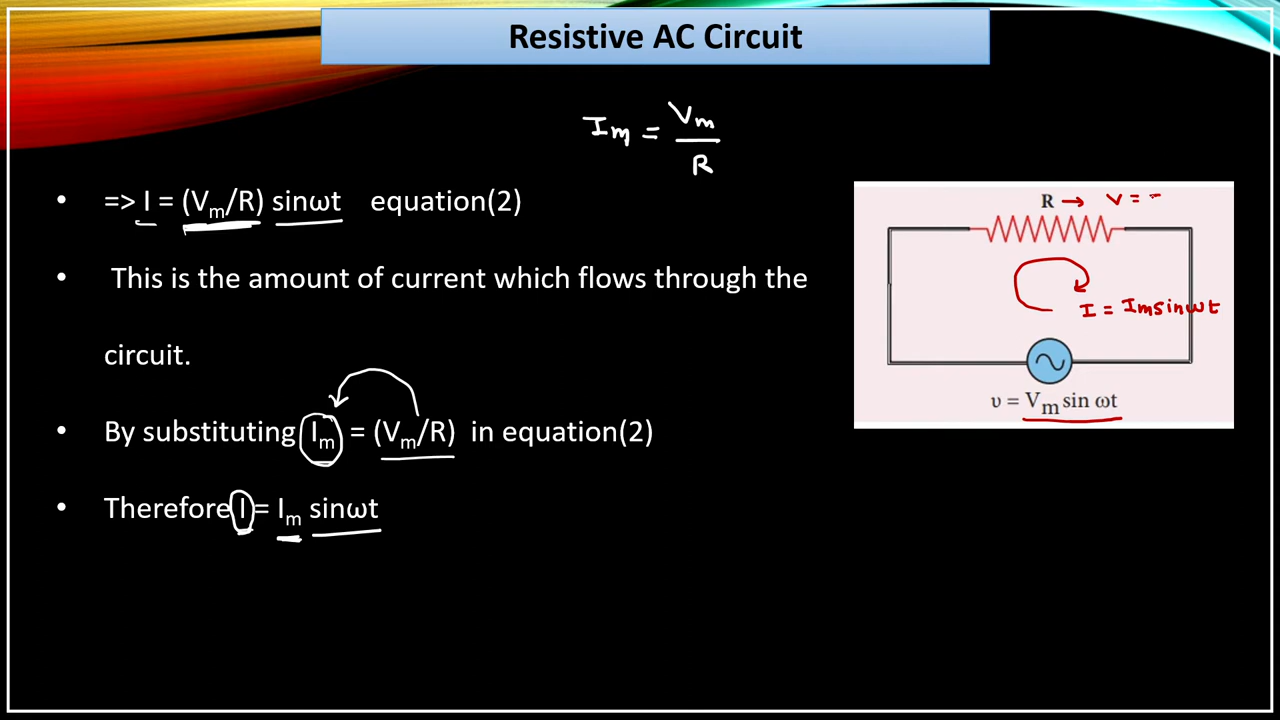 Resistive AC Circuit
Im = Vm/R
• => I = (Vm/R) sinωt equation(2)
• This is the amount of current which flows through the
circuit.
• By substituting Im = (Vm/R) in equation(2)
• Therefore I = Im sinωt
R → V = -
I = Imsinωt
υ = Vm sin ωt